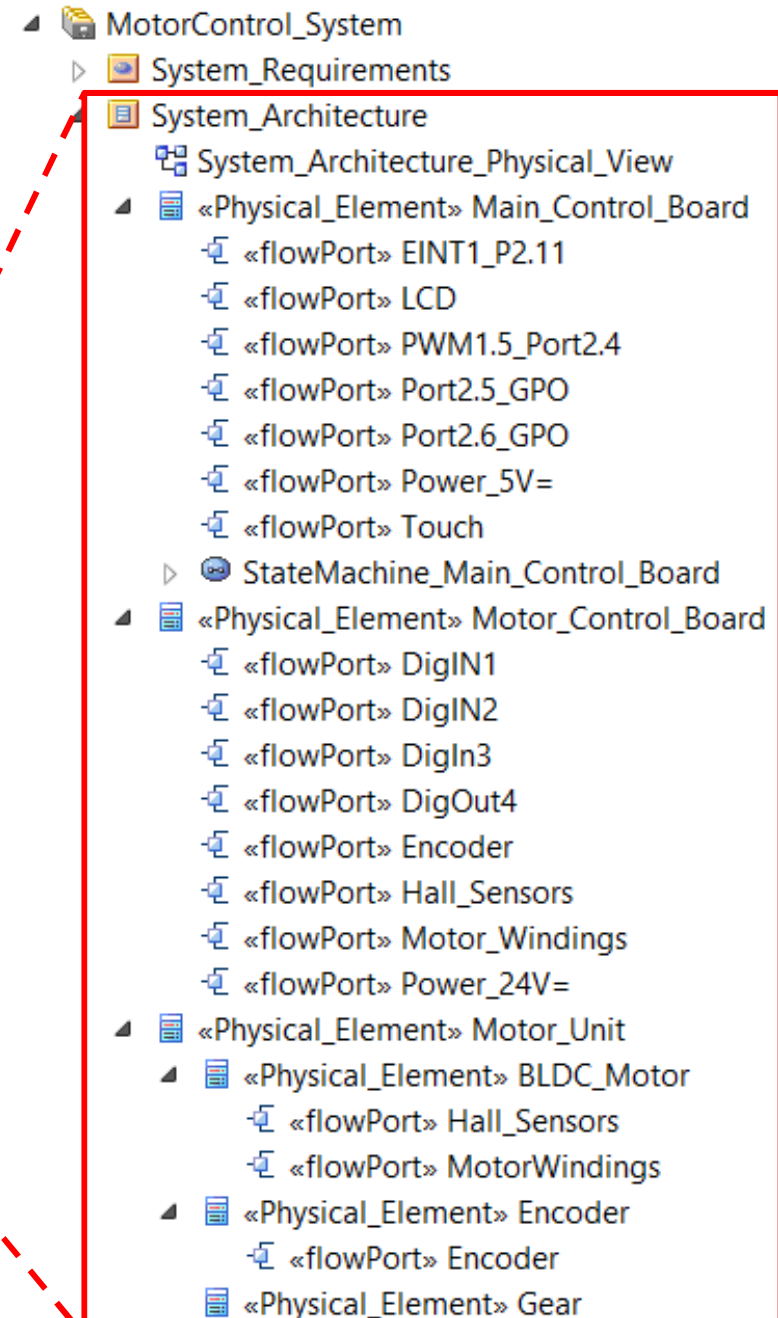 MotorControl_System
System_Requirements
System_Architecture
System_Architecture_Physical_View
«Physical_Element» Main_Control_Board
«flowPort» EINT1_P2.11
«flowPort» LCD
«flowPort» PWM1.5_Port2.4
«flowPort» Port2.5_GPO
«flowPort» Port2.6_GPO
«flowPort» Power_5V=
«flowPort» Touch
StateMachine_Main_Control_Board
«Physical_Element» Motor_Control_Board
«flowPort» DigIN1
«flowPort» DigIN2
«flowPort» DigIn3
«flowPort» DigOut4
«flowPort» Encoder
«flowPort» Hall_Sensors
«flowPort» Motor_Windings
«flowPort» Power_24V=
«Physical_Element» Motor_Unit
«Physical_Element» BLDC_Motor
«flowPort» Hall_Sensors
«flowPort» MotorWindings
«Physical_Element» Encoder
«flowPort» Encoder
«Physical_Element» Gear